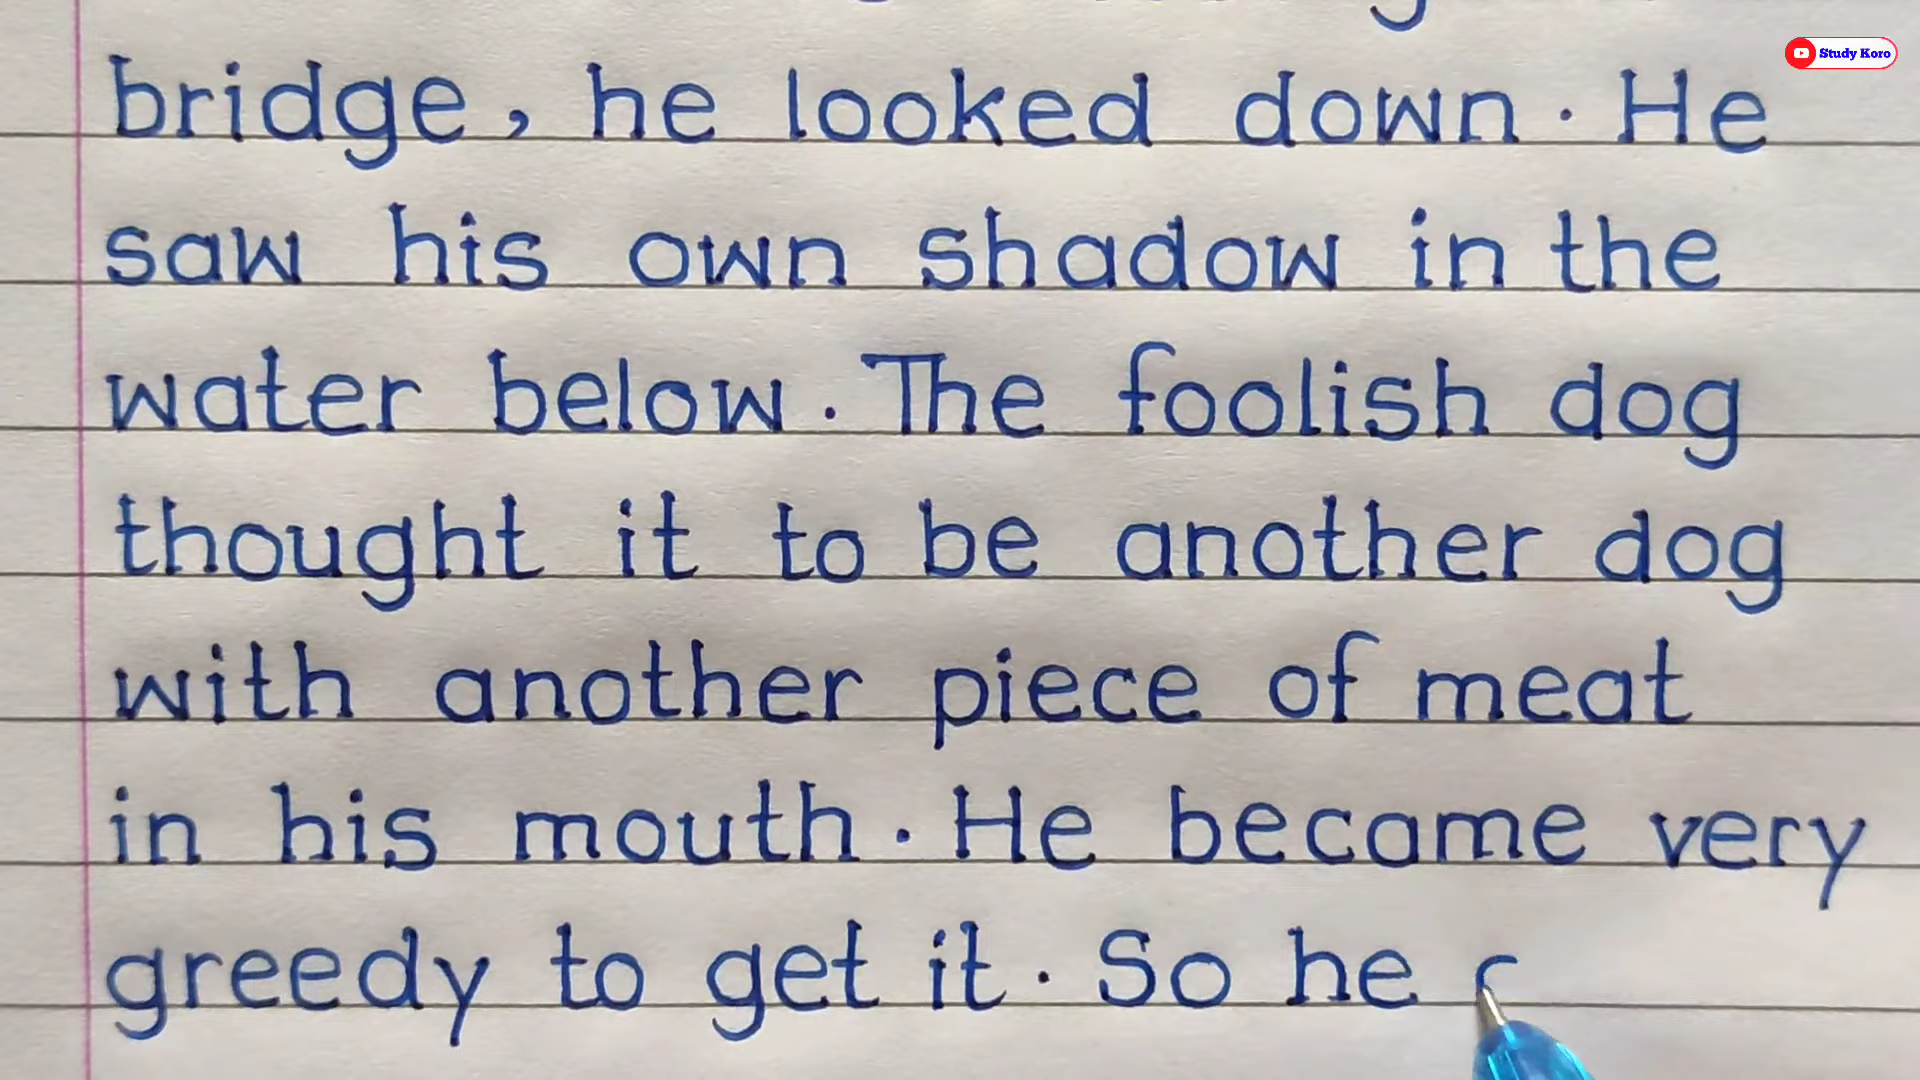 Study Koro
bridge, he looked down. He
saw his own shadow in the
water below. The foolish dog
thought it to be another dog
with another piece of meat
in his mouth. He became very
greedy to get it. So he